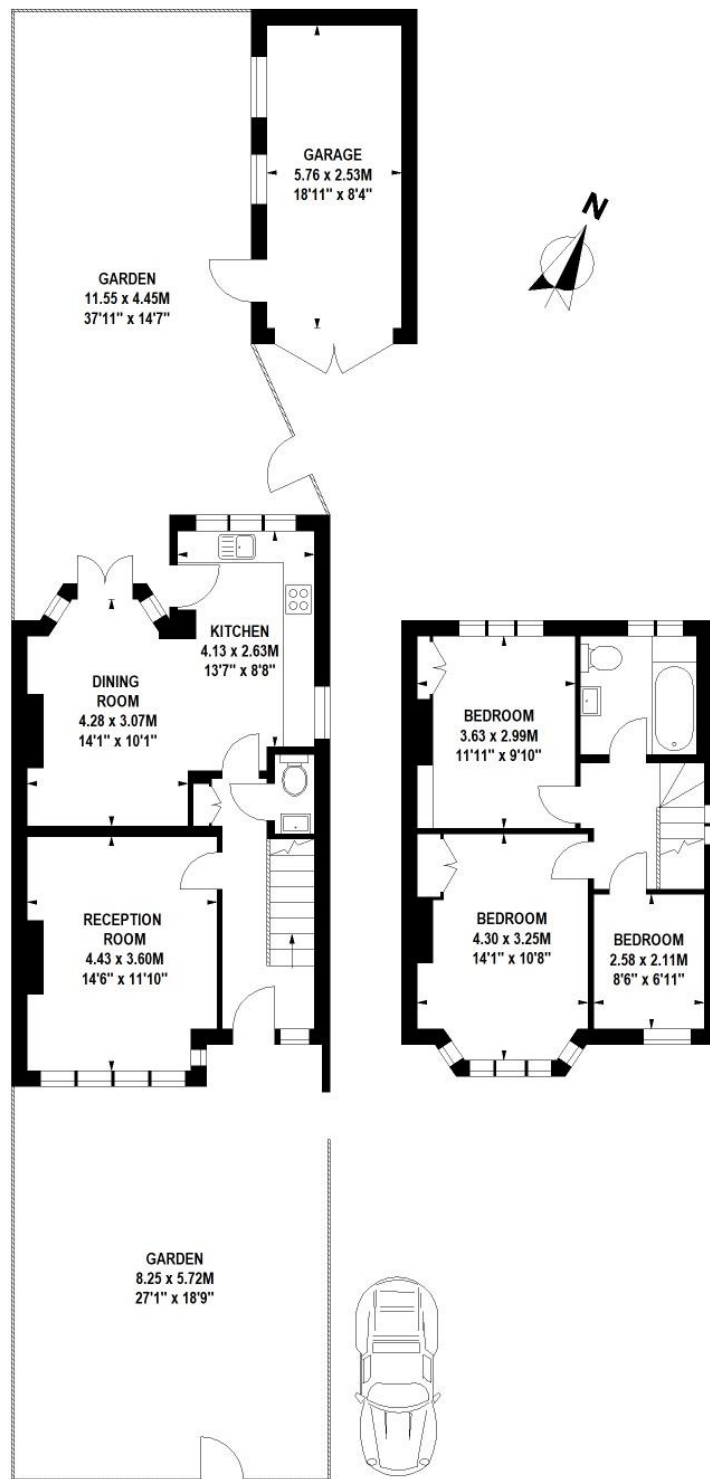 GARAGE
5.76 x 2.53M
18'11" x 8'4"
N
GARDEN
11.55 x 4.45M
37'11" x 14'7"
KITCHEN
4.13 x 2.63M
13'7" x 8'8"
DINING
ROOM
4.28 x 3.07M
14'1" x 10'1"
RECEPTION
ROOM
4.43 x 3.60M
14'6" x 11'10"
BEDROOM
3.63 x 2.99M
11'11" x 9'10"
BEDROOM
4.30 x 3.25M
14'1" x 10'8"
BEDROOM
2.58 x 2.11M
8'6" x 6'11"
GARDEN
8.25 x 5.72M
27'1" x 18'9"